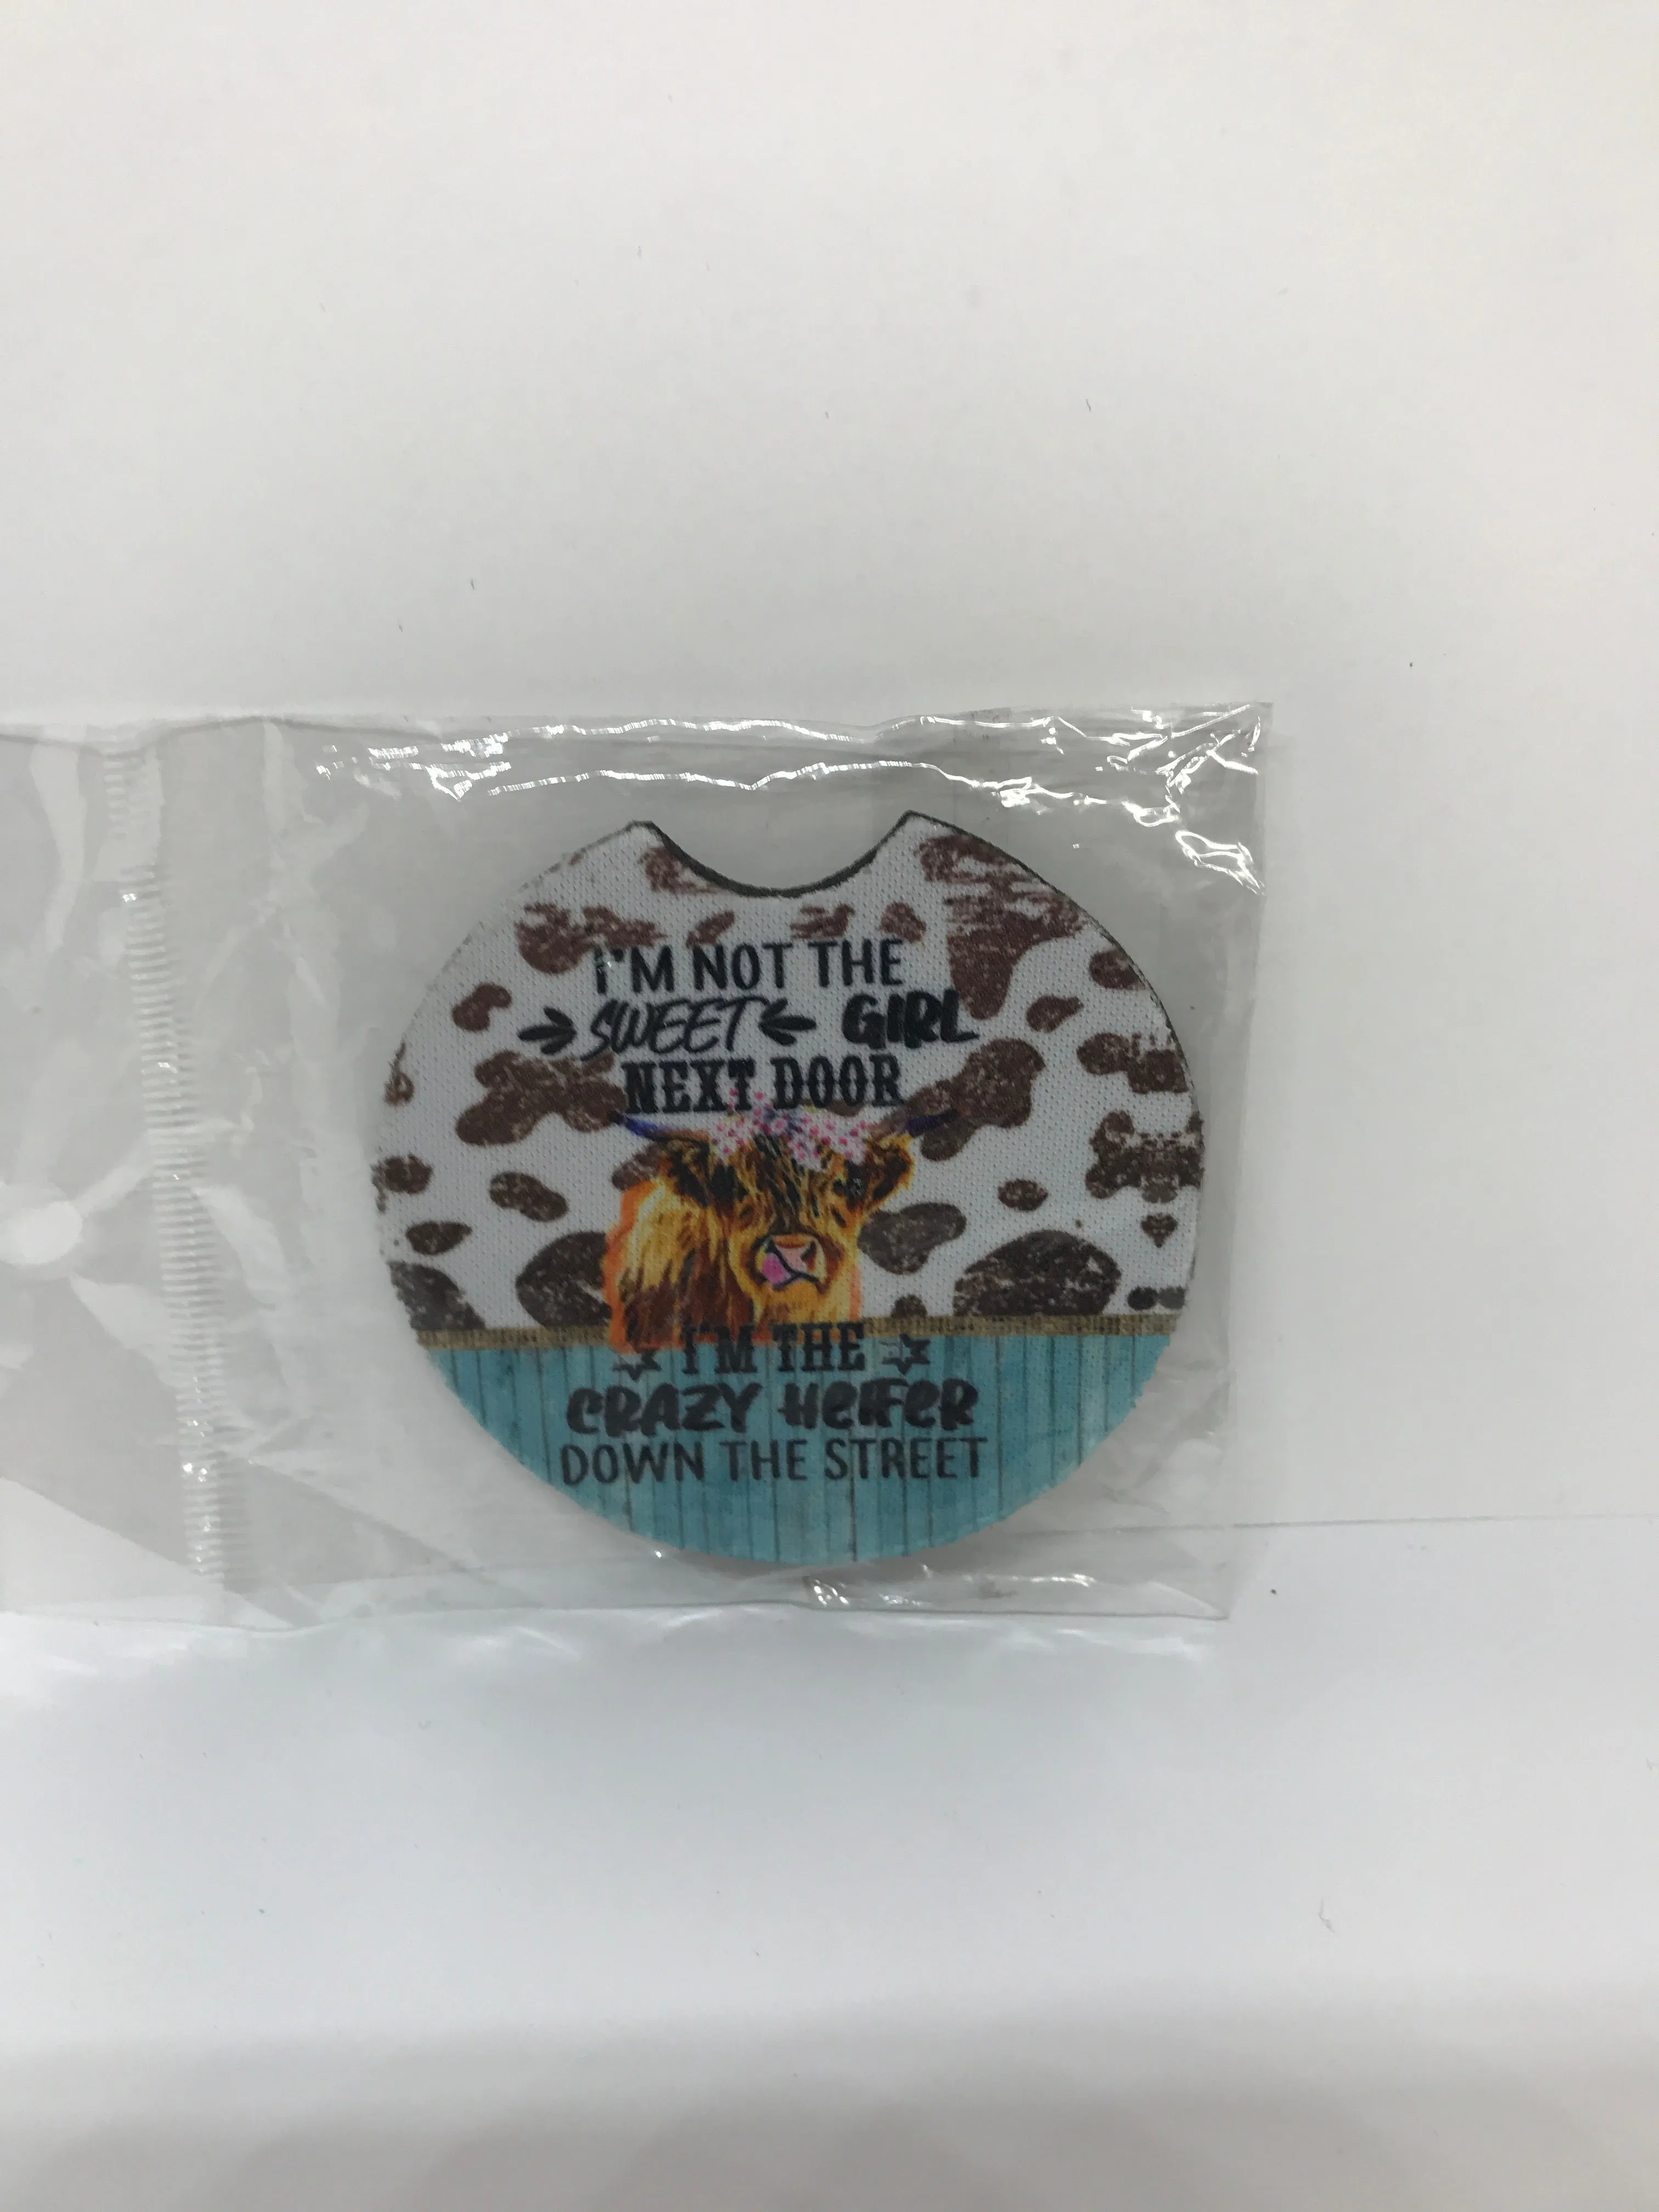 I'M NOT THE
SWEET GIRL
NEXT DOOR
I'M THE
CRAZY HEIFER
DOWN THE STREET